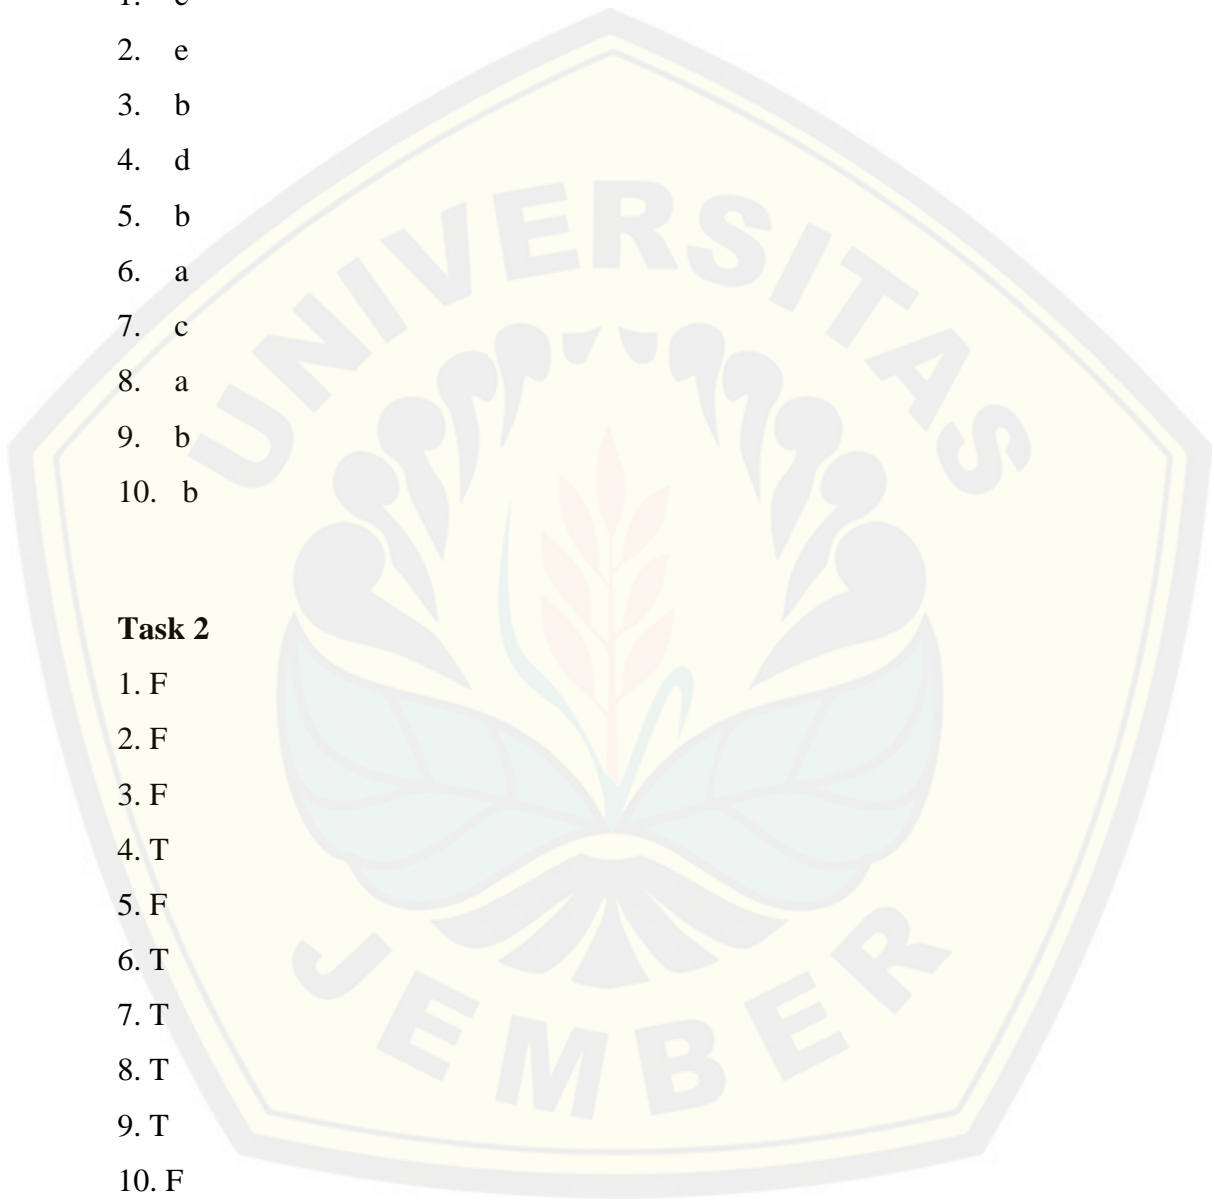 2. e
3. b
4. d
5. b
6. a
7. c
8. a
9. b
10. b
Task 2
1. F
2. F
3. F
4. T
5. F
6. T
7. T
8. T
9. T
10. F
UNIVERSITAS
JEMBER